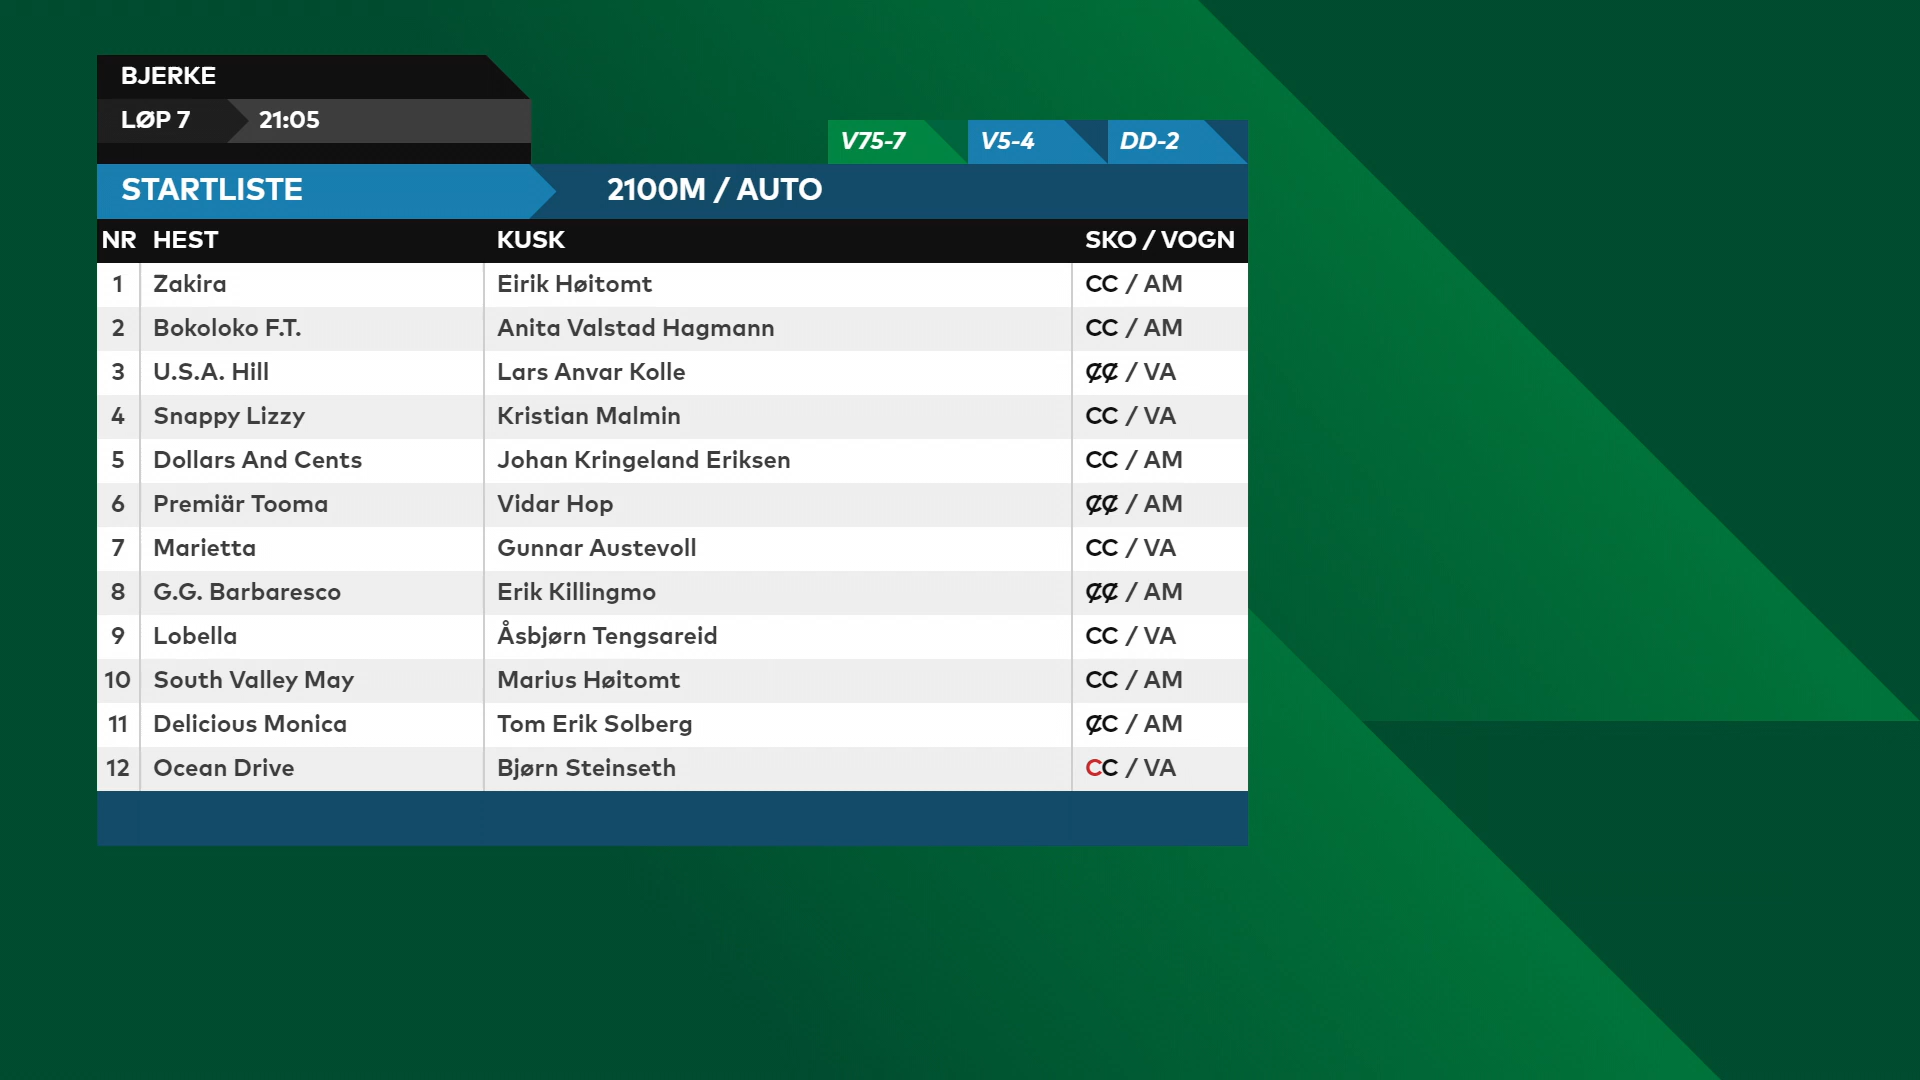 BJERKE
LØP 7 21:05
V75-7 V5-4 DD-2
STARTLISTE 2100M / AUTO
NR HEST KUSK SKO / VOGN
1 Zakira Eirik Høitomt CC / AM
2 Bokoloko F.T. Anita Valstad Hagmann CC / AM
3 U.S.A. Hill Lars Anvar Kolle ȻȻ / VA
4 Snappy Lizzy Kristian Malmin CC / VA
5 Dollars And Cents Johan Kringeland Eriksen CC / AM
6 Premiär Tooma Vidar Hop ȻȻ / AM
7 Marietta Gunnar Austevoll CC / VA
8 G.G. Barbaresco Erik Killingmo ȻȻ / AM
9 Lobella Åsbjørn Tengsareid CC / VA
10 South Valley May Marius Høitomt CC / AM
11 Delicious Monica Tom Erik Solberg ȻC / AM
12 Ocean Drive Bjørn Steinseth CC / VA